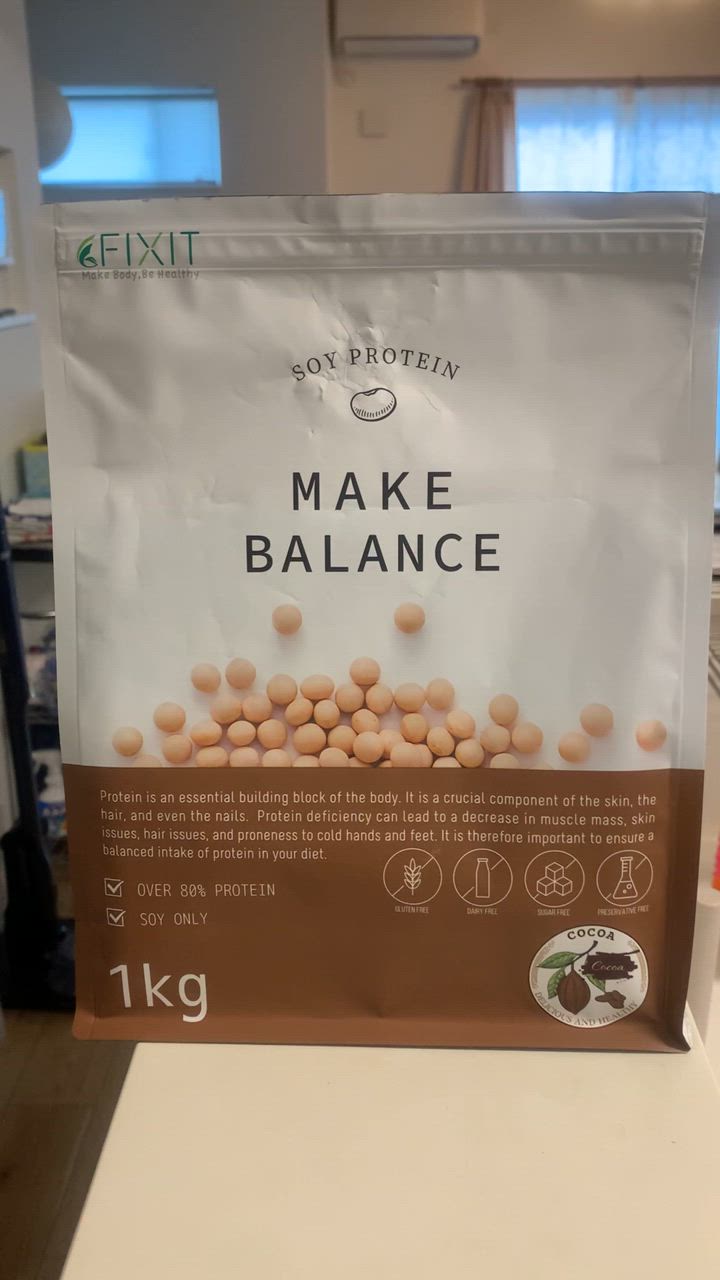 FIXIT
Make Body,Be Healthy
SOY PROTEIN
MAKE
BALANCE
Protein is an essential building block of the body. It is a crucial component of the skin, the
hair, and even the nails. Protein deficiency can lead to a decrease in muscle mass, skin
issues, hair issues, and proneness to cold hands and feet. It is therefore important to ensure a
balanced intake of protein in your diet.
OVER 80% PROTEIN
SOY ONLY
GLUTEN FREE
DAIRY FREE
SUGAR FREE
PRESERVATIVE FREE
1kg
COCOA
Cocoa
DELICIOUS AND HEALTHY